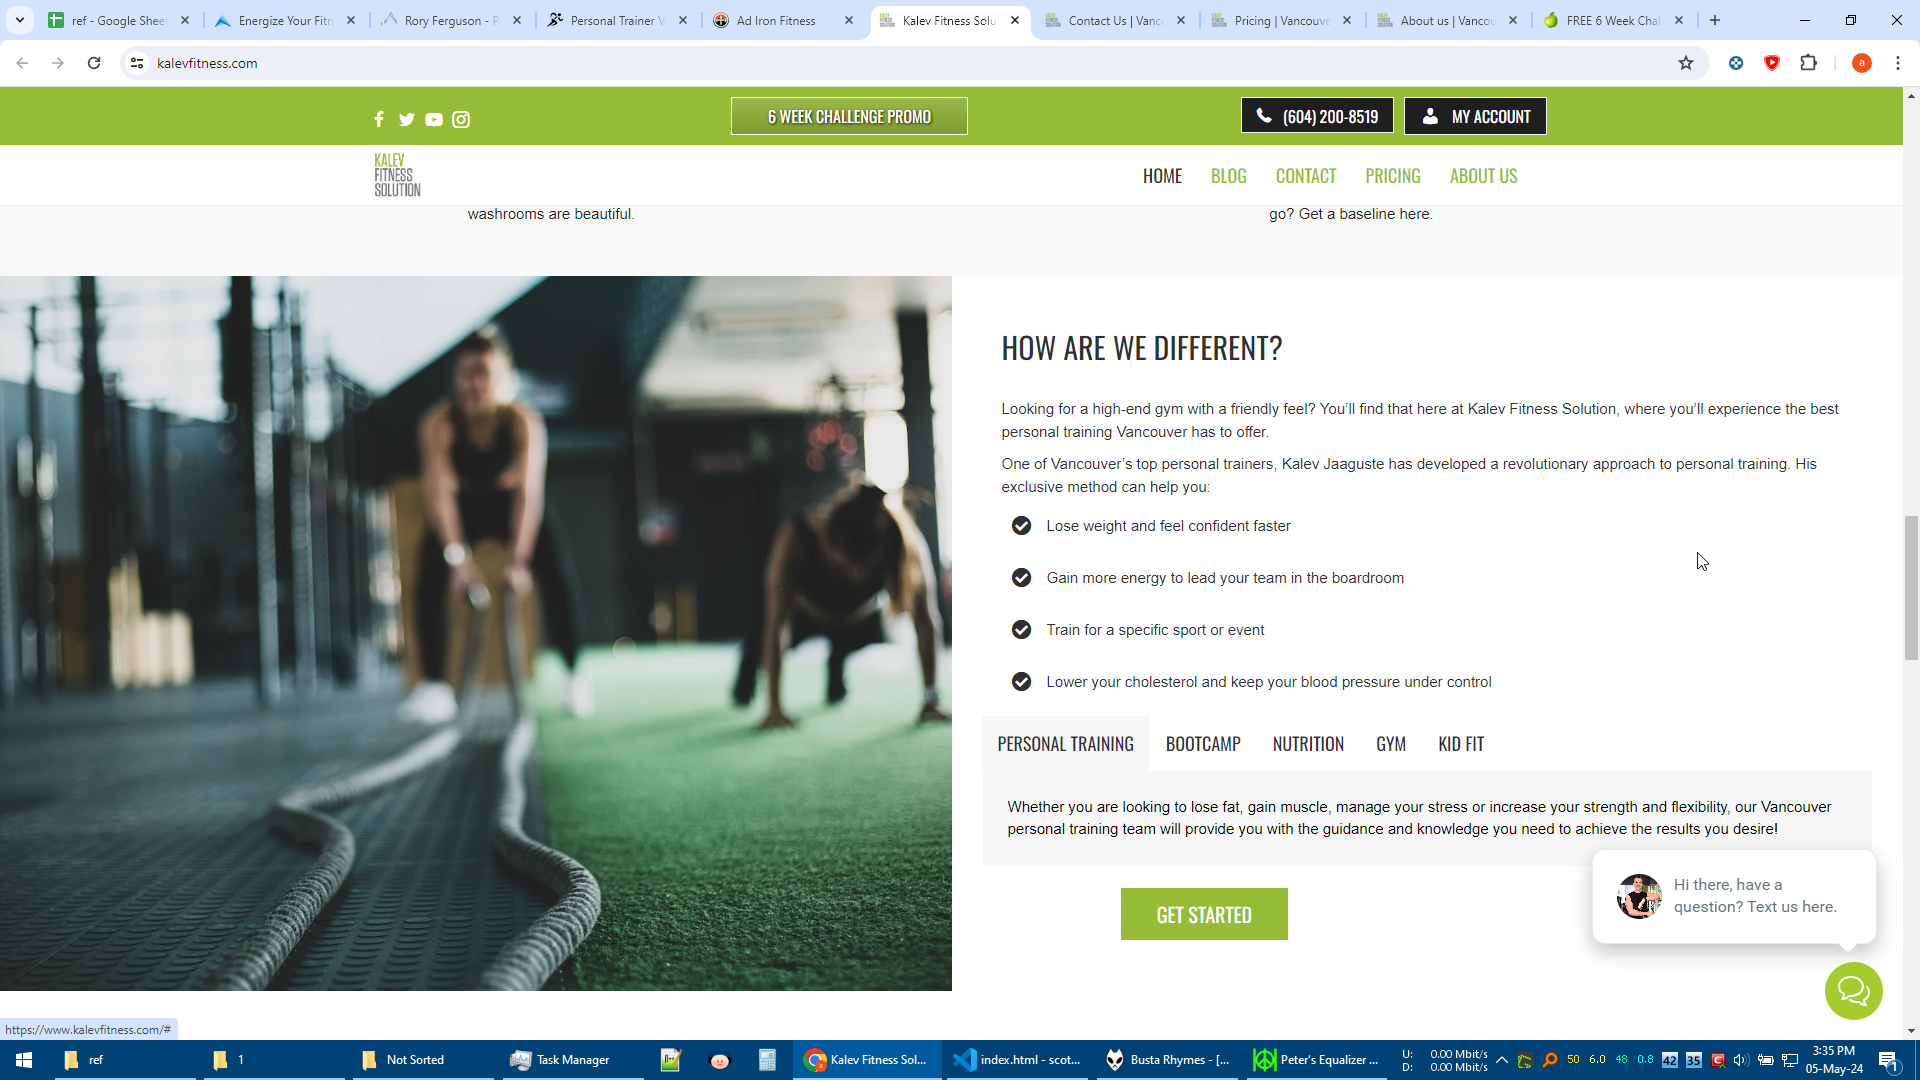 ref - Google Sheet
Energize Your Fitn
Rory Ferguson - P
Personal Trainer V
Ad Iron Fitness
Kalev Fitness Solu
Contact Us | Vanc
Pricing | Vancouve
About us | Vancou
FREE 6 Week Chal
kalevfitness.com
a
6 WEEK CHALLENGE PROMO
(604) 200-8519
MY ACCOUNT
KALEV
FITNESS
SOLUTION
HOME
BLOG
CONTACT
PRICING
ABOUT US
washrooms are beautiful.
go? Get a baseline here.
HOW ARE WE DIFFERENT?
Looking for a high-end gym with a friendly feel? You’ll find that here at Kalev Fitness Solution, where you’ll experience the best
personal training Vancouver has to offer.
One of Vancouver’s top personal trainers, Kalev Jaaguste has developed a revolutionary approach to personal training. His
exclusive method can help you:
Lose weight and feel confident faster
Gain more energy to lead your team in the boardroom
Train for a specific sport or event
Lower your cholesterol and keep your blood pressure under control
PERSONAL TRAINING
BOOTCAMP
NUTRITION
GYM
KID FIT
Whether you are looking to lose fat, gain muscle, manage your stress or increase your strength and flexibility, our Vancouver
personal training team will provide you with the guidance and knowledge you need to achieve the results you desire!
GET STARTED
Hi there, have a
question? Text us here.
https://www.kalevfitness.com/#
ref
1
Not Sorted
Task Manager
Kalev Fitness Sol...
index.html - scot...
Busta Rhymes - [...
Peter's Equalizer ...
U: 0.00 Mbit/s
D: 0.00 Mbit/s
50 6.0 48 0.8 42 35
3:35 PM
05-May-24
1